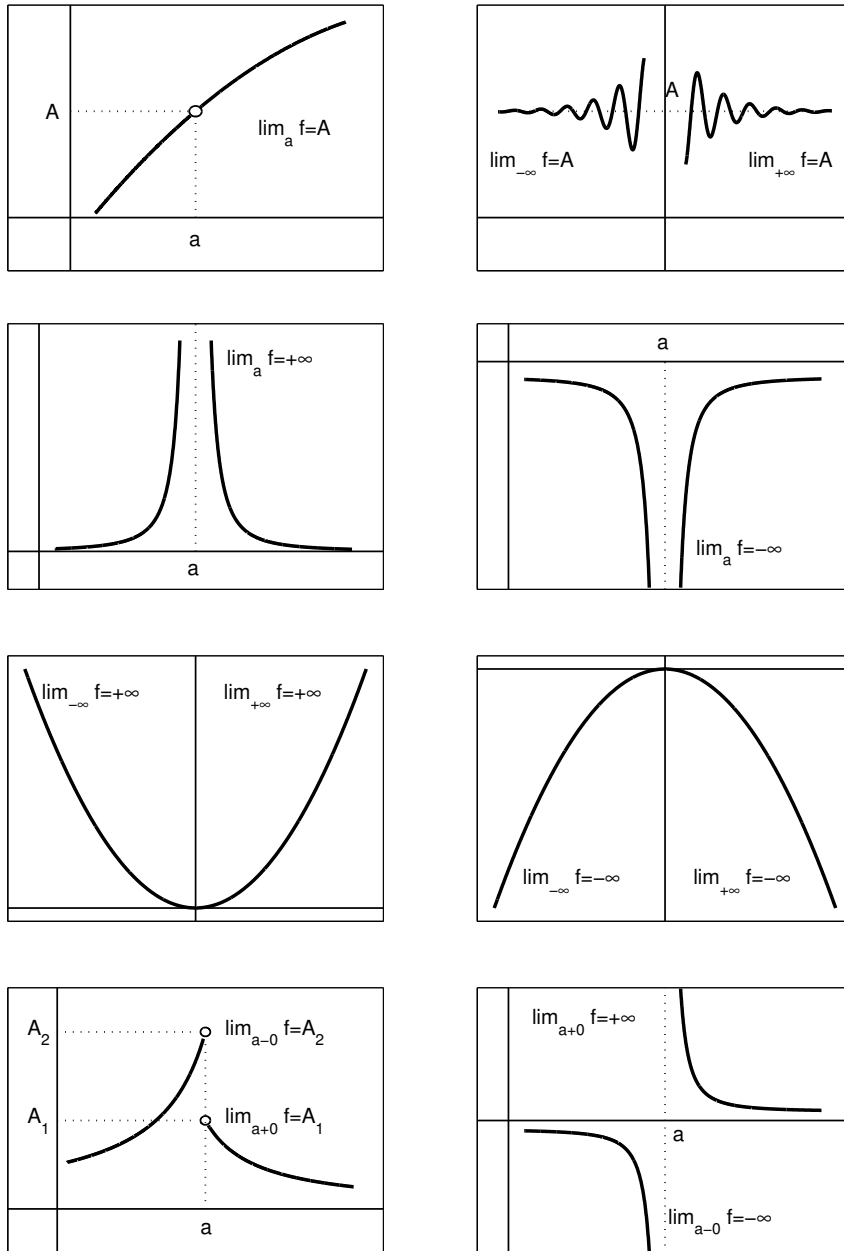 A
lim_a f=A
a
A
lim_{−∞} f=A
lim_{+∞} f=A
lim_a f=+∞
a
a
lim_a f=−∞
lim_{−∞} f=+∞
lim_{+∞} f=+∞
lim_{−∞} f=−∞
lim_{+∞} f=−∞
A_2
lim_{a−0} f=A_2
A_1
lim_{a+0} f=A_1
a
lim_{a+0} f=+∞
a
lim_{a−0} f=−∞